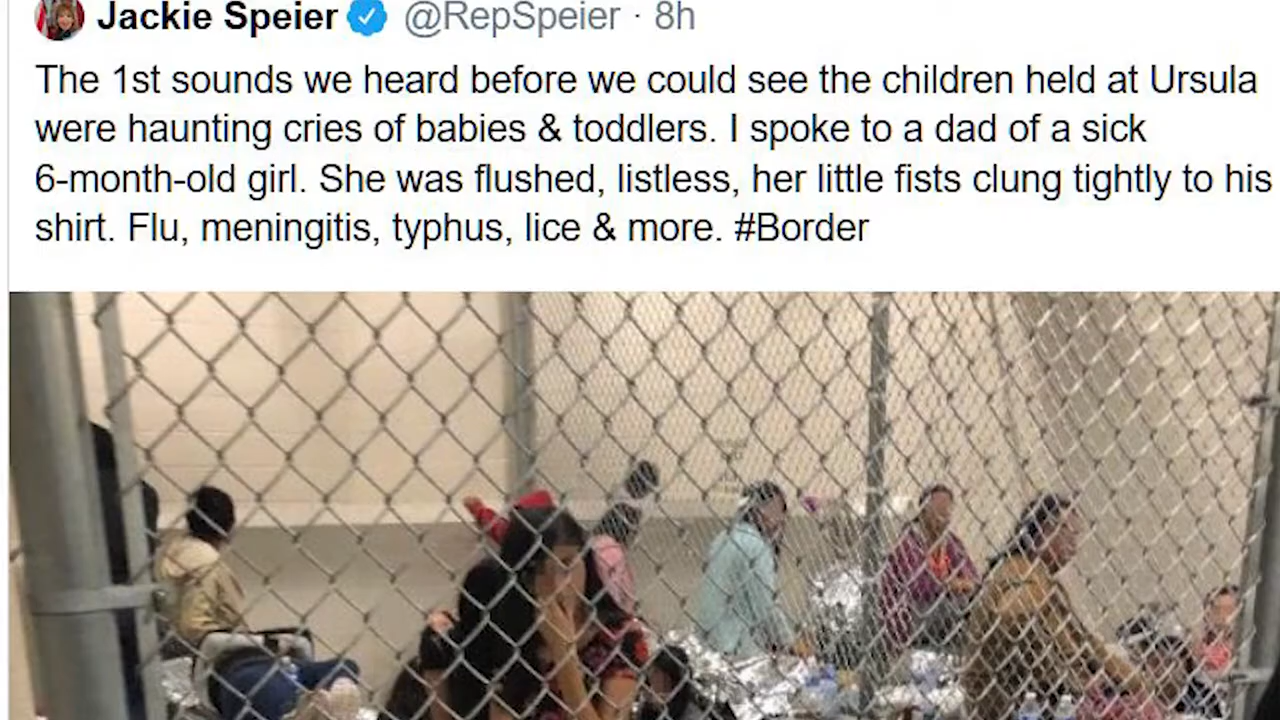 Jackie Speier @RepSpeier · 8h
The 1st sounds we heard before we could see the children held at Ursula
were haunting cries of babies & toddlers. I spoke to a dad of a sick
6-month-old girl. She was flushed, listless, her little fists clung tightly to his
shirt. Flu, meningitis, typhus, lice & more. #Border